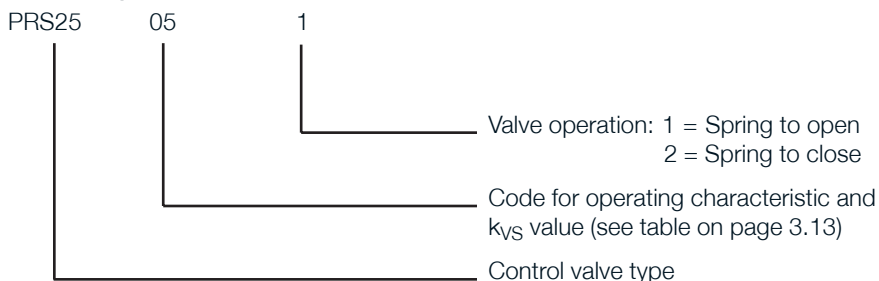 PRS25 05 1
Valve operation: 1 = Spring to open
2 = Spring to close
Code for operating characteristic and
kVS value (see table on page 3.13)
Control valve type